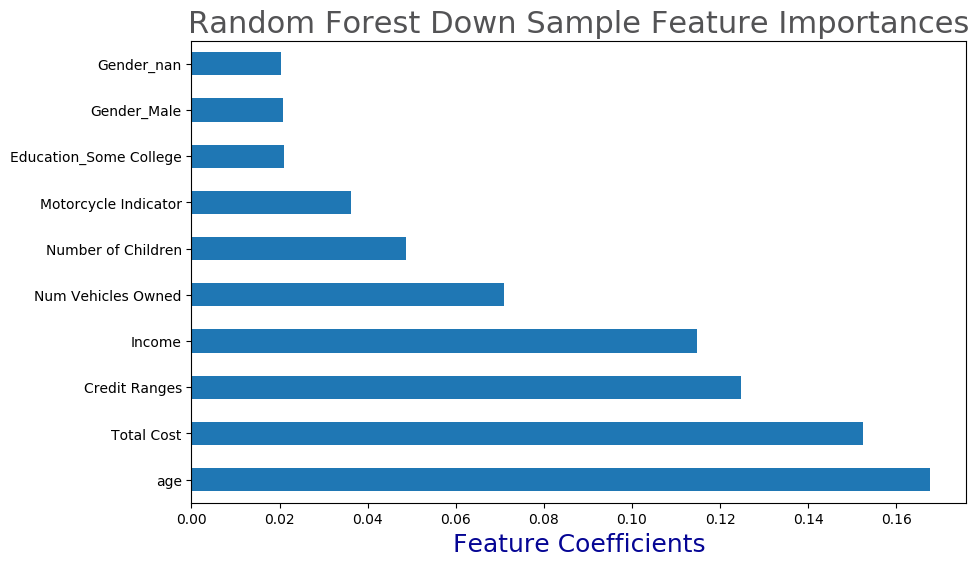 Random Forest Down Sample Feature Importances
Gender_nan
Gender_Male
Education_Some College
Motorcycle Indicator
Number of Children
Num Vehicles Owned
Income
Credit Ranges
Total Cost
age
0.00 0.02 0.04 0.06 0.08 0.10 0.12 0.14 0.16
Feature Coefficients